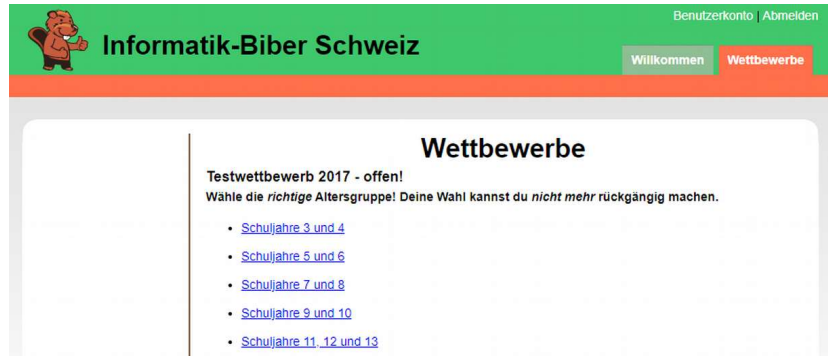 Benutzerkonto | Abmelden
Informatik-Biber Schweiz
Willkommen Wettbewerbe
Wettbewerbe
Testwettbewerb 2017 - offen!
Wähle die richtige Altersgruppe! Deine Wahl kannst du nicht mehr rückgängig machen.
• Schuljahre 3 und 4
• Schuljahre 5 und 6
• Schuljahre 7 und 8
• Schuljahre 9 und 10
• Schuljahre 11, 12 und 13